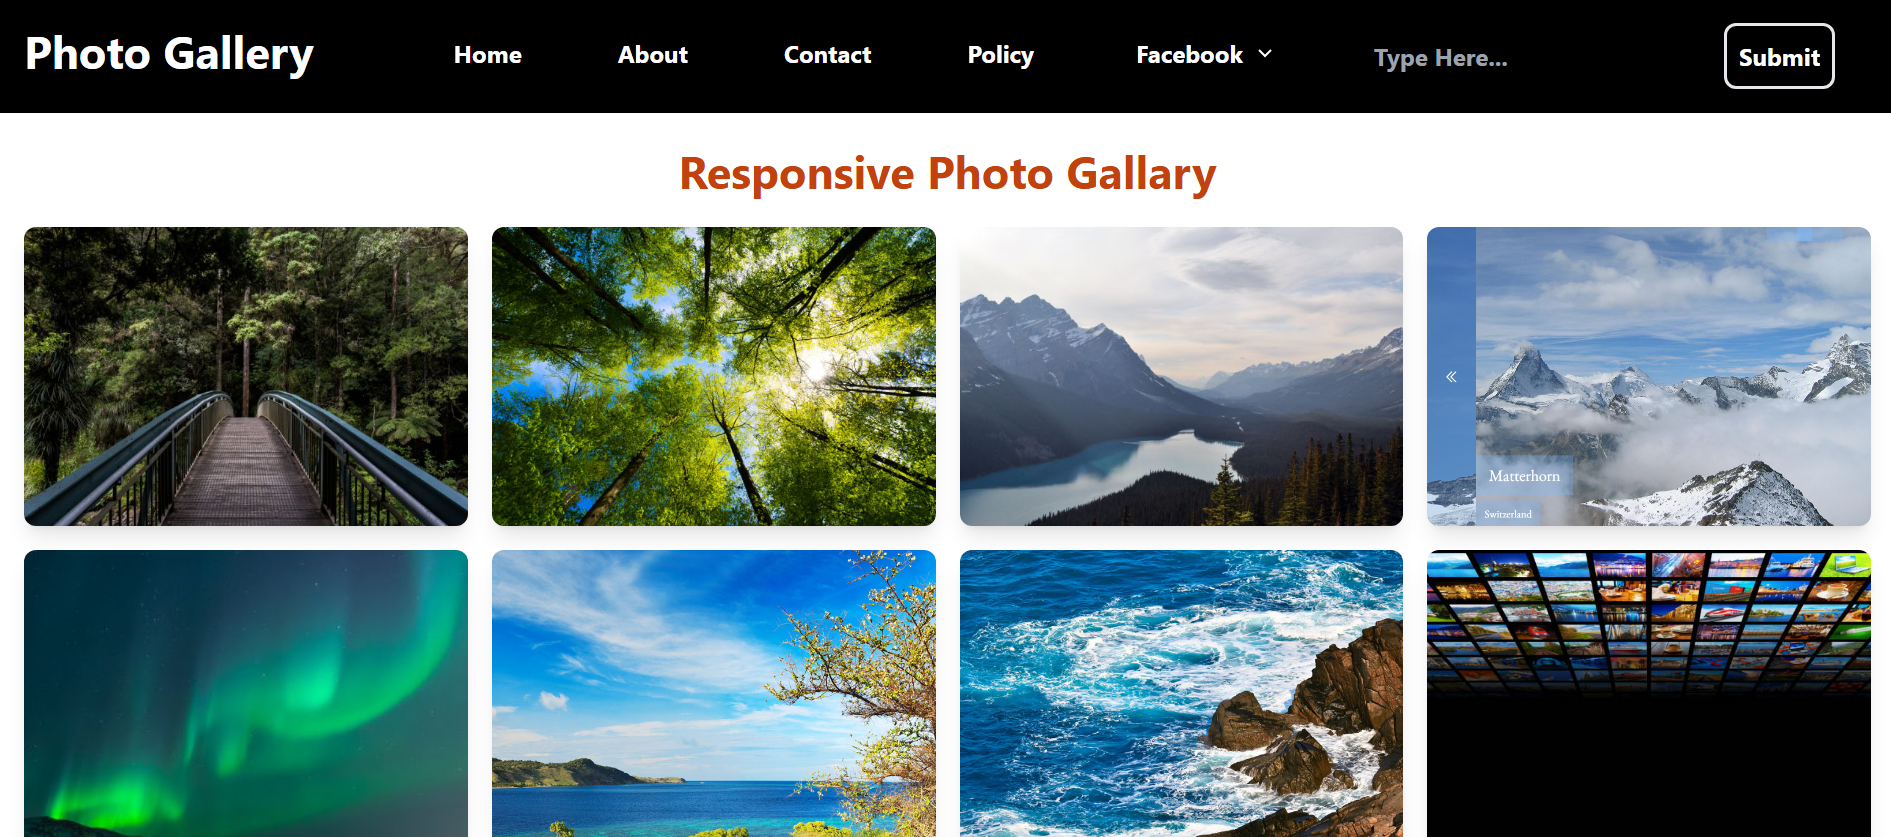 Photo Gallery
Home About Contact Policy Facebook Type Here... Submit
Responsive Photo Gallary
Matterhorn
Switzerland